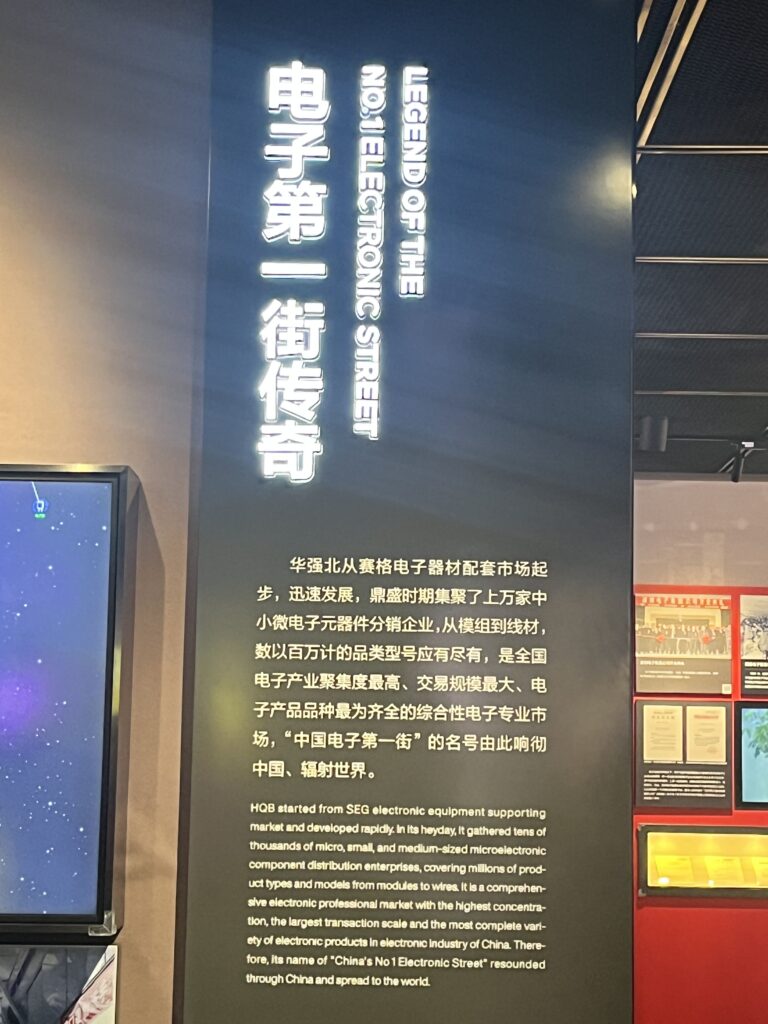 电子第一街传奇
LEGEND OF THE
NO.1 ELECTRONIC STREET
华强北从赛格电子器材配套市场起
步，迅速发展，鼎盛时期集聚了上万家中
小微电子元器件分销企业，从模组到线材，
数以百万计的品类型号应有尽有，是全国
电子产业聚集度最高、交易规模最大、电
子产品品种最为齐全的综合性电子专业市
场，“中国电子第一街”的名号由此响彻
中国、辐射世界。
HQB started from SEG electronic equipment supporting
market and developed rapidly. In its heyday, it gathered tens of
thousands of micro, small, and medium-sized microelectronic
component distribution enterprises, covering millions of prod-
uct types and models from modules to wires. It is a comprehen-
sive electronic professional market with the highest concentra-
tion, the largest transaction scale and the most complete vari-
ety of electronic products in electronic industry of China. There-
fore, its name of "China's No 1 Electronic Street" resounded
through China and spread to the world.